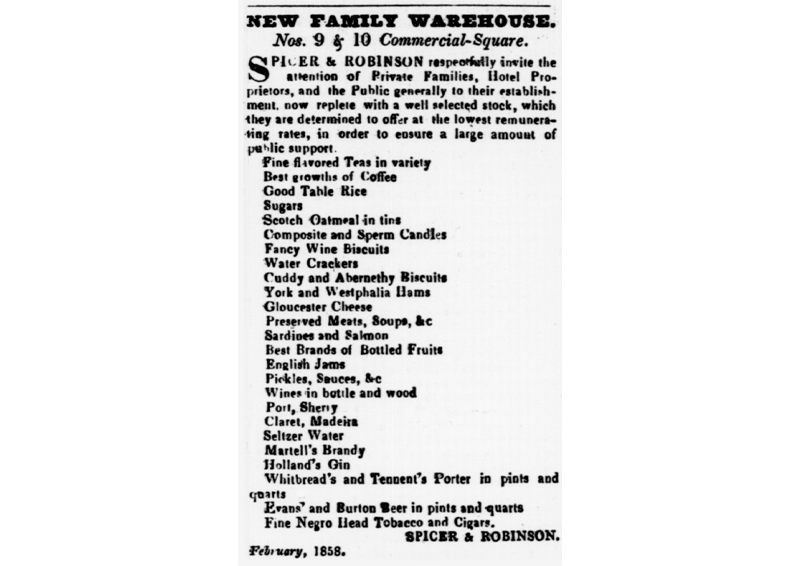 NEW FAMILY WAREHOUSE.
Nos. 9 & 10 Commercial-Square.
SPICER & ROBINSON respectfully invite the
attention of Private Families, Hotel Pro-
prietors, and the Public generally to their establish-
ment. now replete with a well selected stock, which
they are determined to offer at the lowest remunera-
ting rates, in order to ensure a large amount of
public support.
Fine flavored Teas in variety
Best growths of Coffee
Good Table Rice
Sugars
Scotch Oatmeal in tins
Composite and Sperm Candles
Fancy Wine Biscuits
Water Crackers
Cuddy and Abernethy Biscuits
York and Westphalia Hams
Gloucester Cheese
Preserved Meats, Soups, &c
Sardines and Salmon
Best Brands of Bottled Fruits
English Jams
Pickles, Sauces, &c
Wines in bottle and wood
Port, Sherry
Claret, Madeira
Seltzer Water
Martell's Brandy
Holland's Gin
Whitbread's and Tennent's Porter in pints and
quarts
Evans' and Burton Beer in pints and quarts
Fine Negro Head Tobacco and Cigars.
SPICER & ROBINSON.
February, 1858.